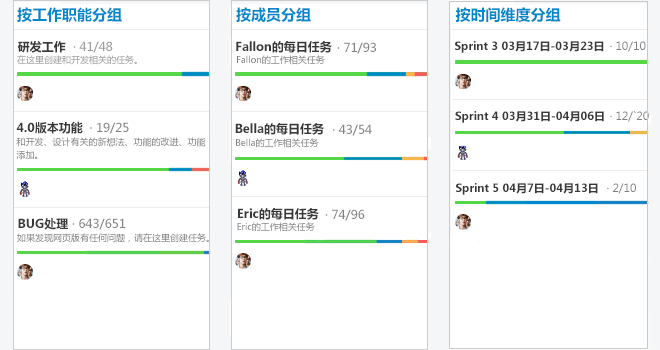 按工作职能分组
研发工作 · 41/48
在这里创建和开发相关的任务。
4.0版本功能 · 19/25
和开发、设计有关的新想法、功能的改进、功能
添加。
BUG处理 · 643/651
如果发现网页版有任何问题，请在这里创建任务。
按成员分组
Fallon的每日任务 · 71/93
Fallon的工作相关任务
Bella的每日任务 · 43/54
Bella的工作相关任务
Eric的每日任务 · 74/96
Eric的工作相关任务
按时间维度分组
Sprint 3 03月17日-03月23日 · 10/10
Sprint 4 03月31日-04月06日 · 12/20
Sprint 5 04月7日-04月13日 · 2/10